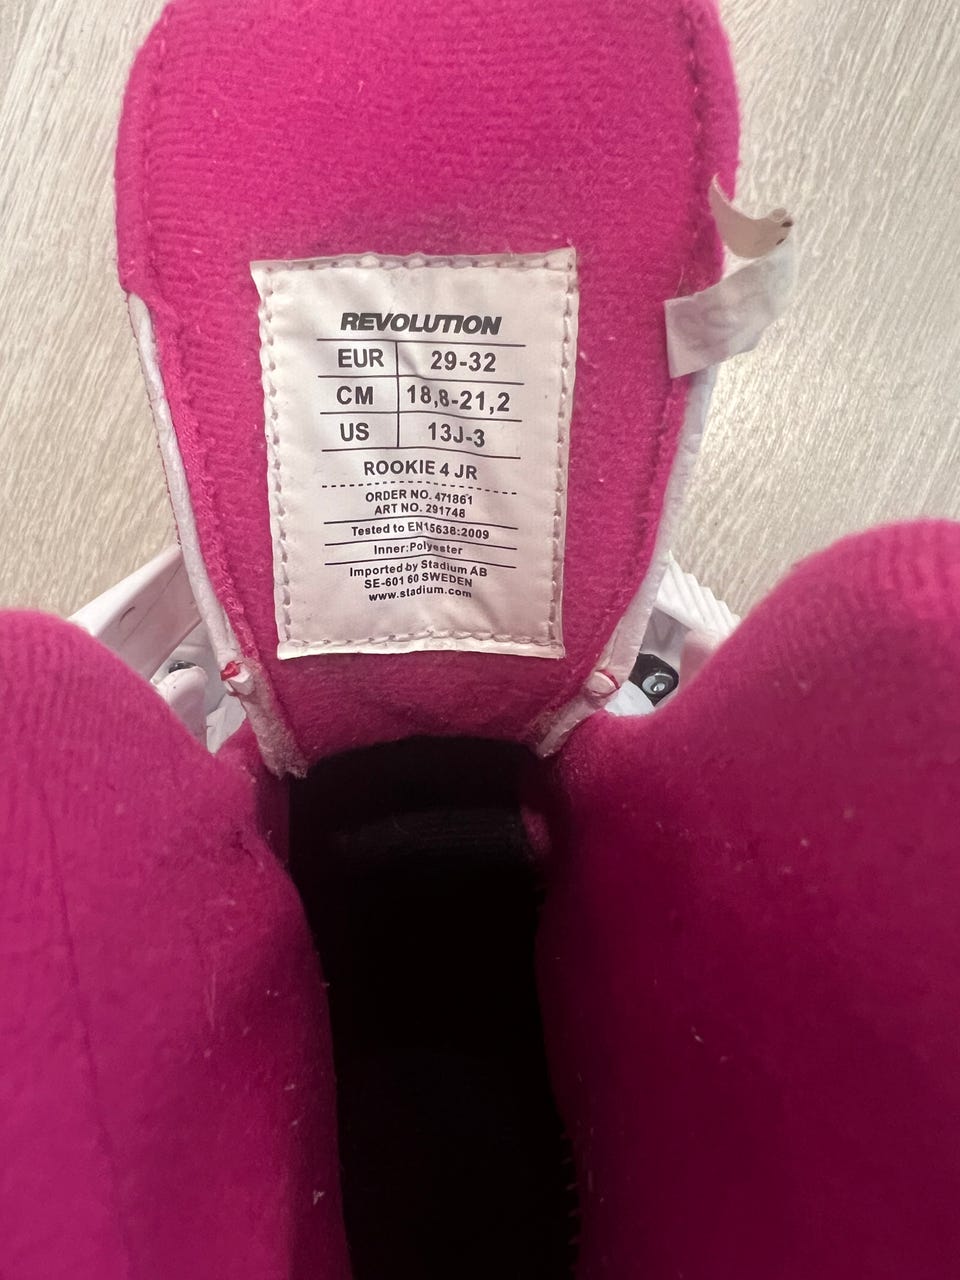 REVOLUTION
EUR 29-32
CM 18,8-21,2
US 13J-3
ROOKIE 4 JR
ORDER NO. 471861
ART NO. 291748
Tested to EN15638:2009
Inner:Polyester
Imported by Stadium AB
SE-601 60 SWEDEN
www.stadium.com